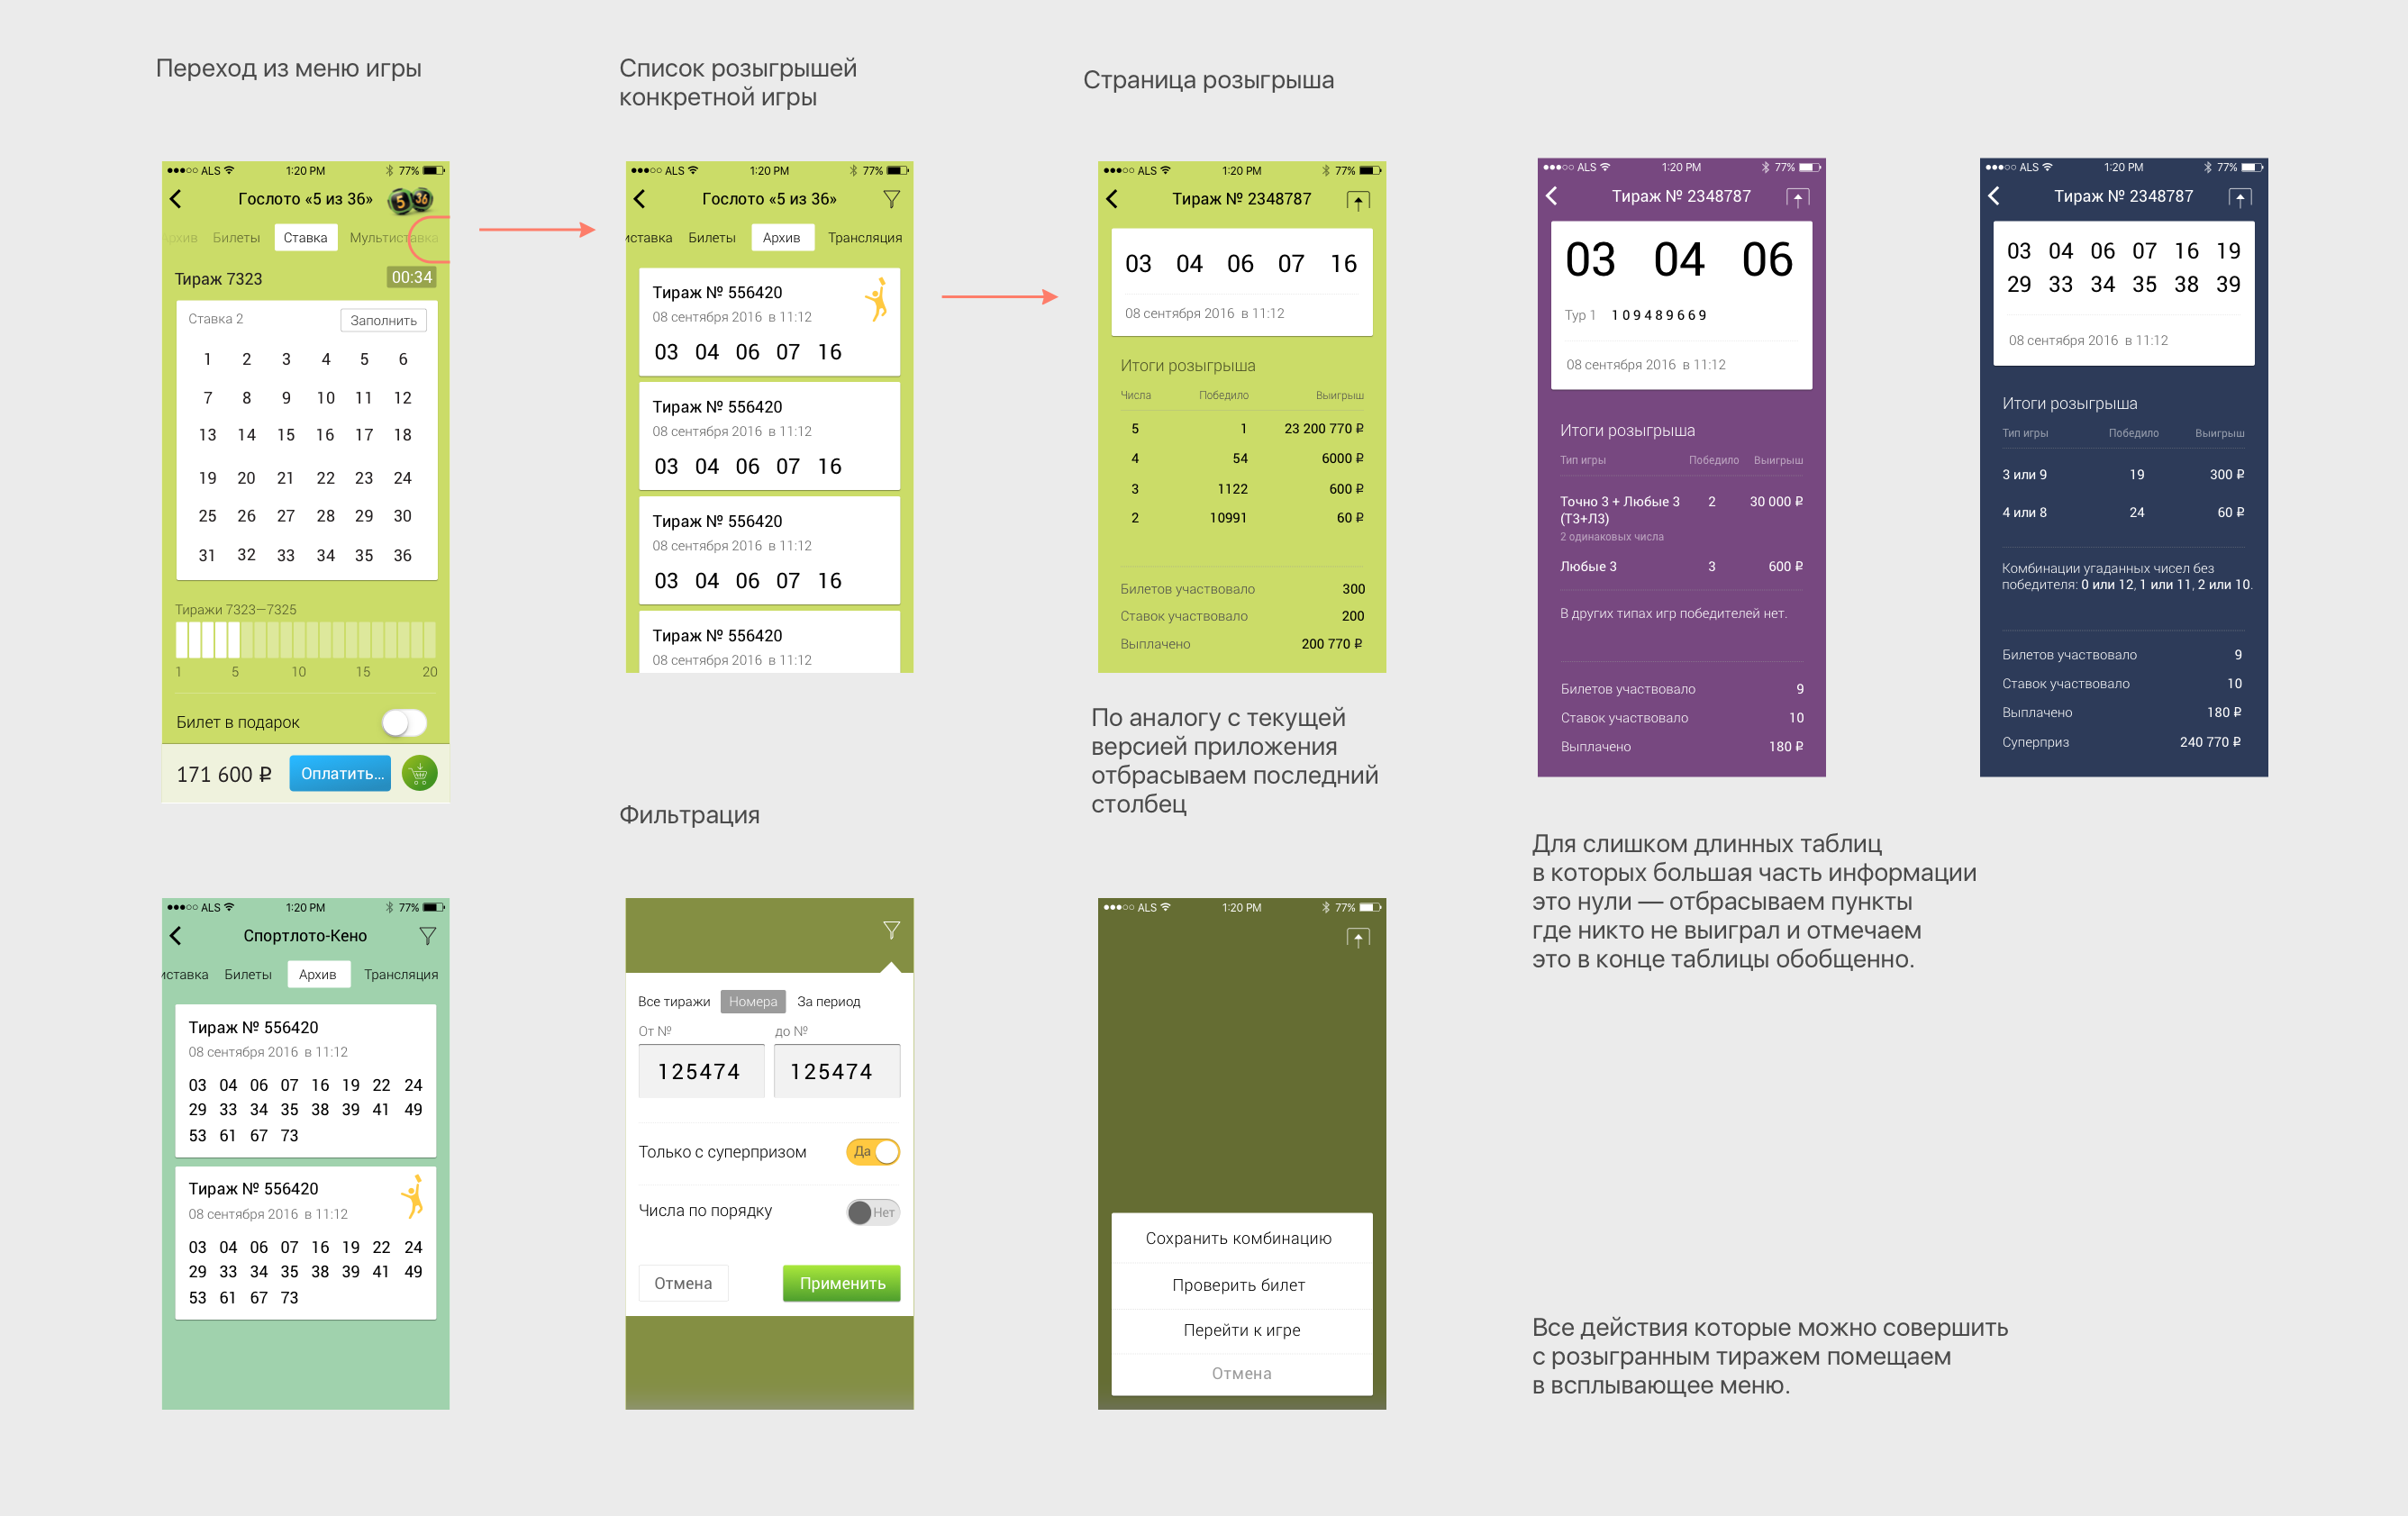 Переход из меню игры
Список розыгрышей
конкретной игры
Страница розыгрыша
ALS 1:20 PM 77%
Гослото «5 из 36» 5 36
Архив Билеты Ставка Мультиставка
Тираж 7323 00:34
Ставка 2 Заполнить
1 2 3 4 5 6
7 8 9 10 11 12
13 14 15 16 17 18
19 20 21 22 23 24
25 26 27 28 29 30
31 32 33 34 35 36
Тиражи 7323—7325
1 5 10 15 20
Билет в подарок
171 600 ₽ Оплатить...
ALS 1:20 PM 77%
Гослото «5 из 36»
иставка Билеты Архив Трансляция
Тираж № 556420
08 сентября 2016 в 11:12
03 04 06 07 16
Тираж № 556420
08 сентября 2016 в 11:12
03 04 06 07 16
Тираж № 556420
08 сентября 2016 в 11:12
03 04 06 07 16
Тираж № 556420
08 сентября 2016 в 11:12
ALS 1:20 PM 77%
Тираж № 2348787
03 04 06 07 16
08 сентября 2016 в 11:12
Итоги розыгрыша
Числа Победило Выигрыш
5 1 23 200 770 ₽
4 54 6000 ₽
3 1122 600 ₽
2 10991 60 ₽
Билетов участвовало 300
Ставок участвовало 200
Выплачено 200 770 ₽
По аналогу с текущей
версией приложения
отбрасываем последний
столбец
ALS 1:20 PM 77%
Тираж № 2348787
03 04 06
Тур 1 109489669
08 сентября 2016 в 11:12
Итоги розыгрыша
Тип игры Победило Выигрыш
Точно 3 + Любые 3 2 30 000 ₽
(Т3+Л3)
2 одинаковых числа
Любые 3 3 600 ₽
В других типах игр победителей нет.
Билетов участвовало 9
Ставок участвовало 10
Выплачено 180 ₽
ALS 1:20 PM 77%
Тираж № 2348787
03 04 06 07 16 19
29 33 34 35 38 39
08 сентября 2016 в 11:12
Итоги розыгрыша
Тип игры Победило Выигрыш
3 или 9 19 300 ₽
4 или 8 24 60 ₽
Комбинации угаданных чисел без
победителя: 0 или 12, 1 или 11, 2 или 10.
Билетов участвовало 9
Ставок участвовало 10
Выплачено 180 ₽
Суперприз 240 770 ₽
Для слишком длинных таблиц
в которых большая часть информации
это нули — отбрасываем пункты
где никто не выиграл и отмечаем
это в конце таблицы обобщенно.
ALS 1:20 PM 77%
Спортлото-Кено
иставка Билеты Архив Трансляция
Тираж № 556420
08 сентября 2016 в 11:12
03 04 06 07 16 19 22 24
29 33 34 35 38 39 41 49
53 61 67 73
Тираж № 556420
08 сентября 2016 в 11:12
03 04 06 07 16 19 22 24
29 33 34 35 38 39 41 49
53 61 67 73
Фильтрация
Все тиражи Номера За период
От № до №
125474 125474
Только с суперпризом Да
Числа по порядку Нет
Отмена Применить
ALS 1:20 PM 77%
Сохранить комбинацию
Проверить билет
Перейти к игре
Отмена
Все действия которые можно совершить
с розыгранным тиражем помещаем
в всплывающее меню.